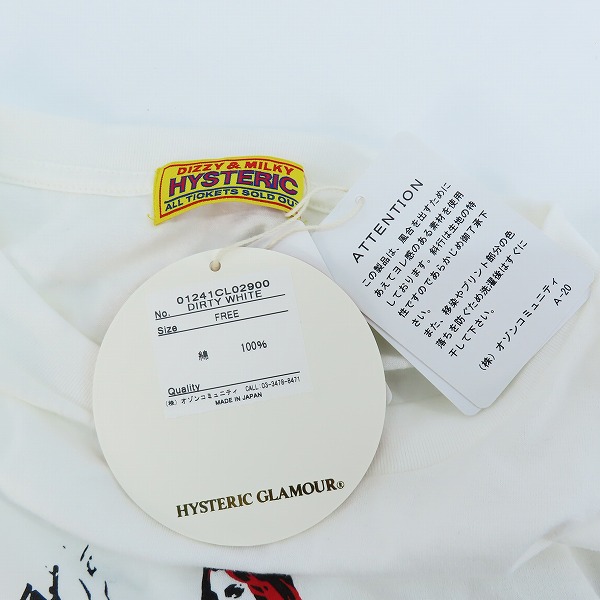 DIZZY & MILKY
HYSTERIC
ALL TICKETS SOLD OUT
No. 01241CL02900
DIRTY WHITE
Size FREE
綿 100%
Quality
(株) オゾンコミュニティ CALL 03-3479-8471
MADE IN JAPAN
HYSTERIC GLAMOUR®
ATTENTION
この製品は、風合を出すために
あえてヨレ感のある素材を使用
しております。斜行は生地の特
性ですのであらかじめ御了承下
さい。
また、移染やプリント部分の色
落ちを防ぐため洗濯後はすぐに
干して下さい。
(株) オゾンコミュニティ
A-20